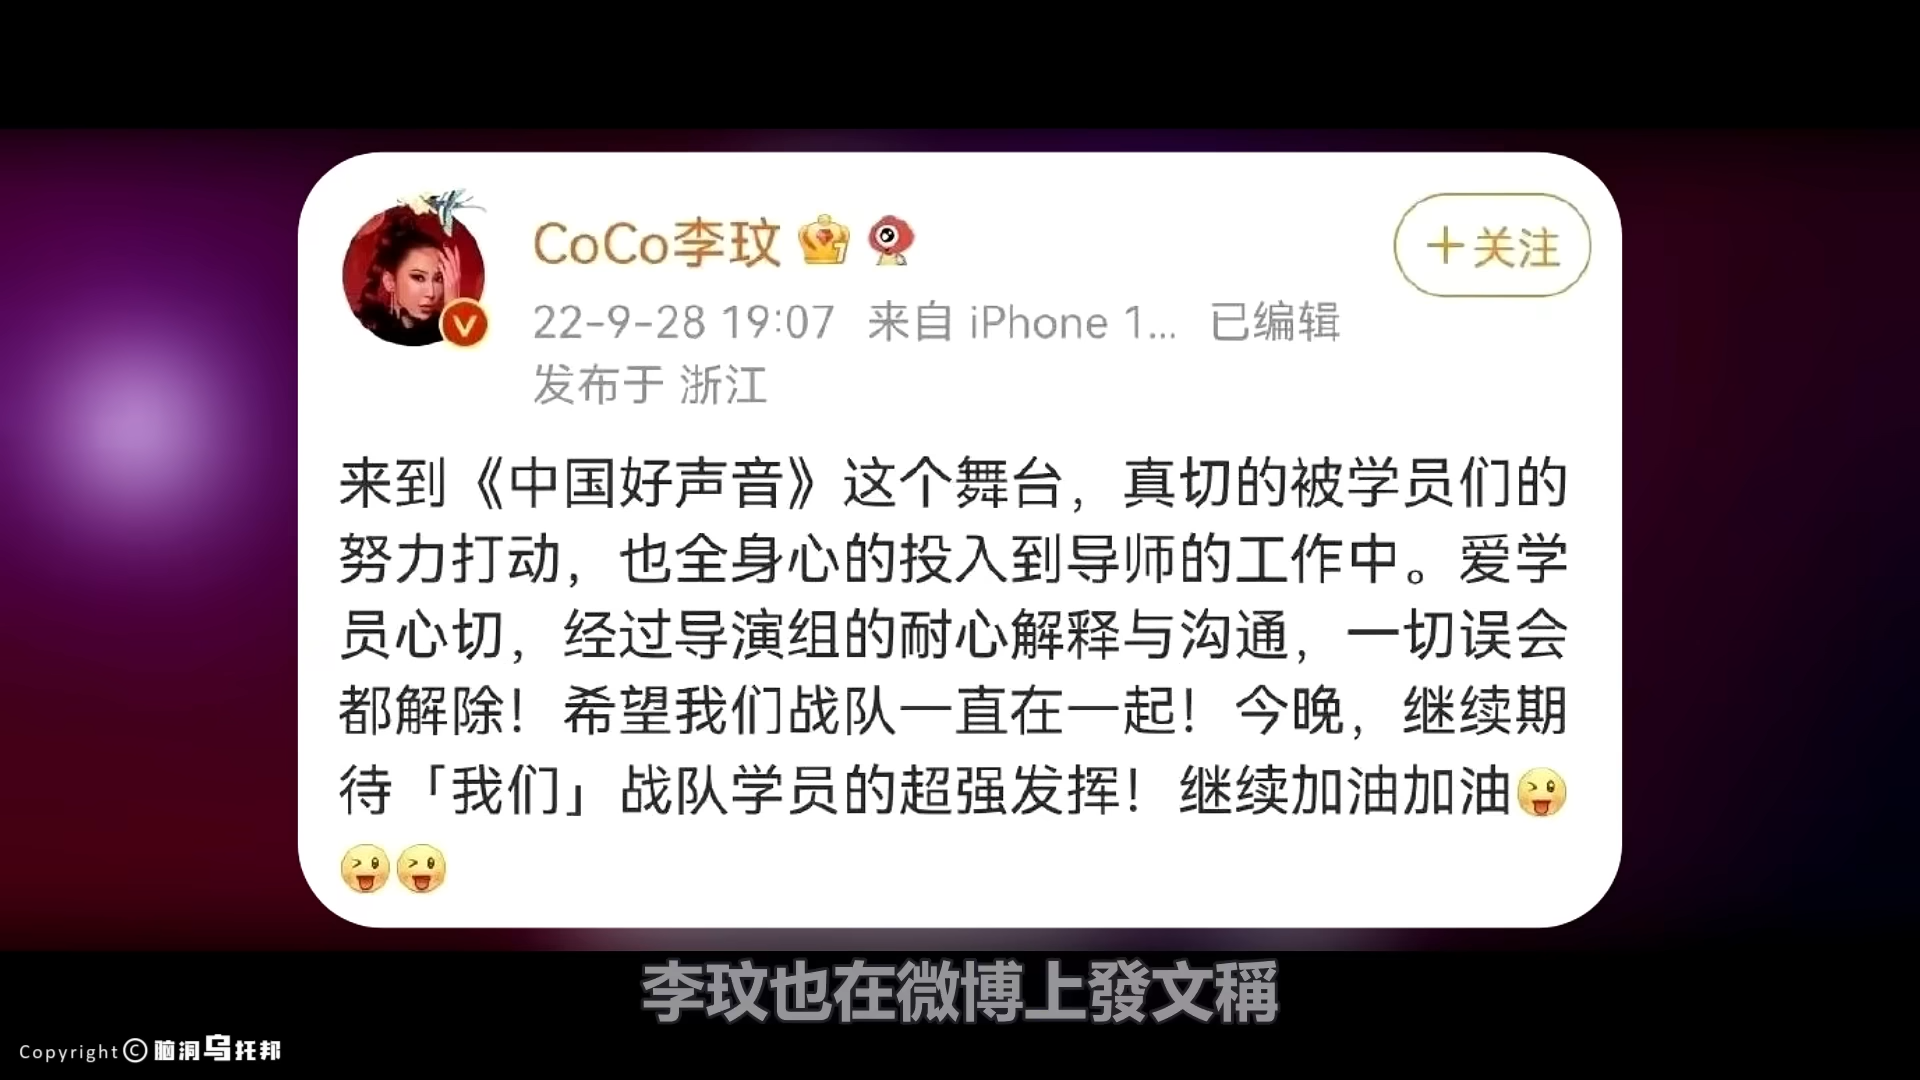 CoCo李玟
+关注
22-9-28 19:07 来自 iPhone 1... 已编辑
发布于 浙江
来到《中国好声音》这个舞台，真切的被学员们的
努力打动，也全身心的投入到导师的工作中。爱学
员心切，经过导演组的耐心解释与沟通，一切误会
都解除！希望我们战队一直在一起！今晚，继续期
待「我们」战队学员的超强发挥！继续加油加油
李玟也在微博上發文稱
Copyright © 脑洞乌托邦